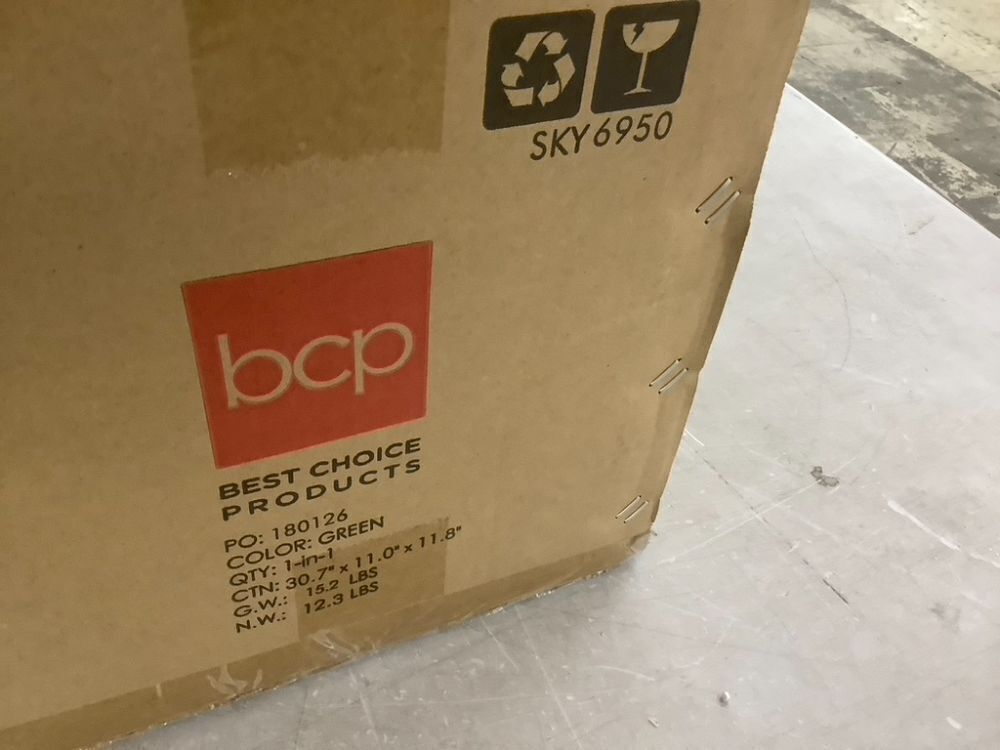 SKY6950
bcp
BEST CHOICE
PRODUCTS
PO: 180126
COLOR: GREEN
QTY: 1-in-1
CTN: 30.7" x 11.0" x 11.8"
G.W.: 15.2 LBS
N.W.: 12.3 LBS